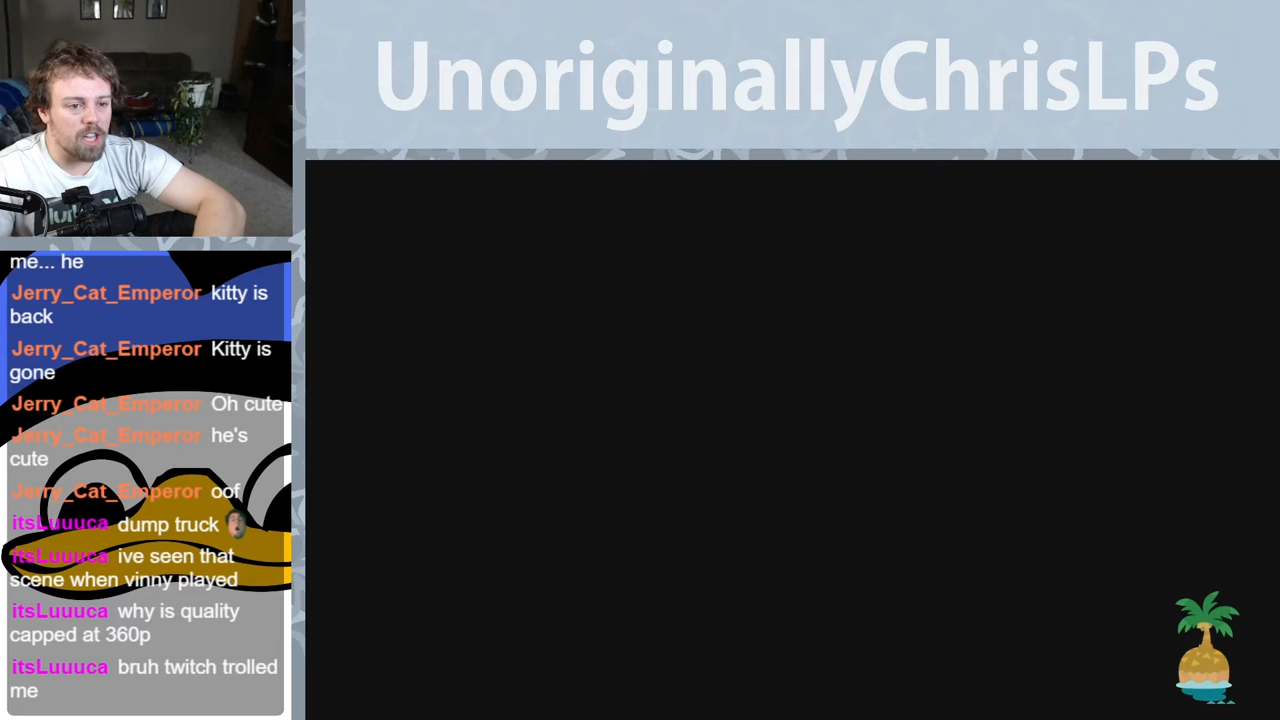 UnoriginallyChrisLPs
me... he
Jerry_Cat_Emperor kitty is
back
Jerry_Cat_Emperor Kitty is
gone
Jerry_Cat_Emperor Oh cute
Jerry_Cat_Emperor he's
cute
Jerry_Cat_Emperor oof
itsLuuuca dump truck
itsLuuuca ive seen that
scene when vinny played
itsLuuuca why is quality
capped at 360p
itsLuuuca bruh twitch trolled
me